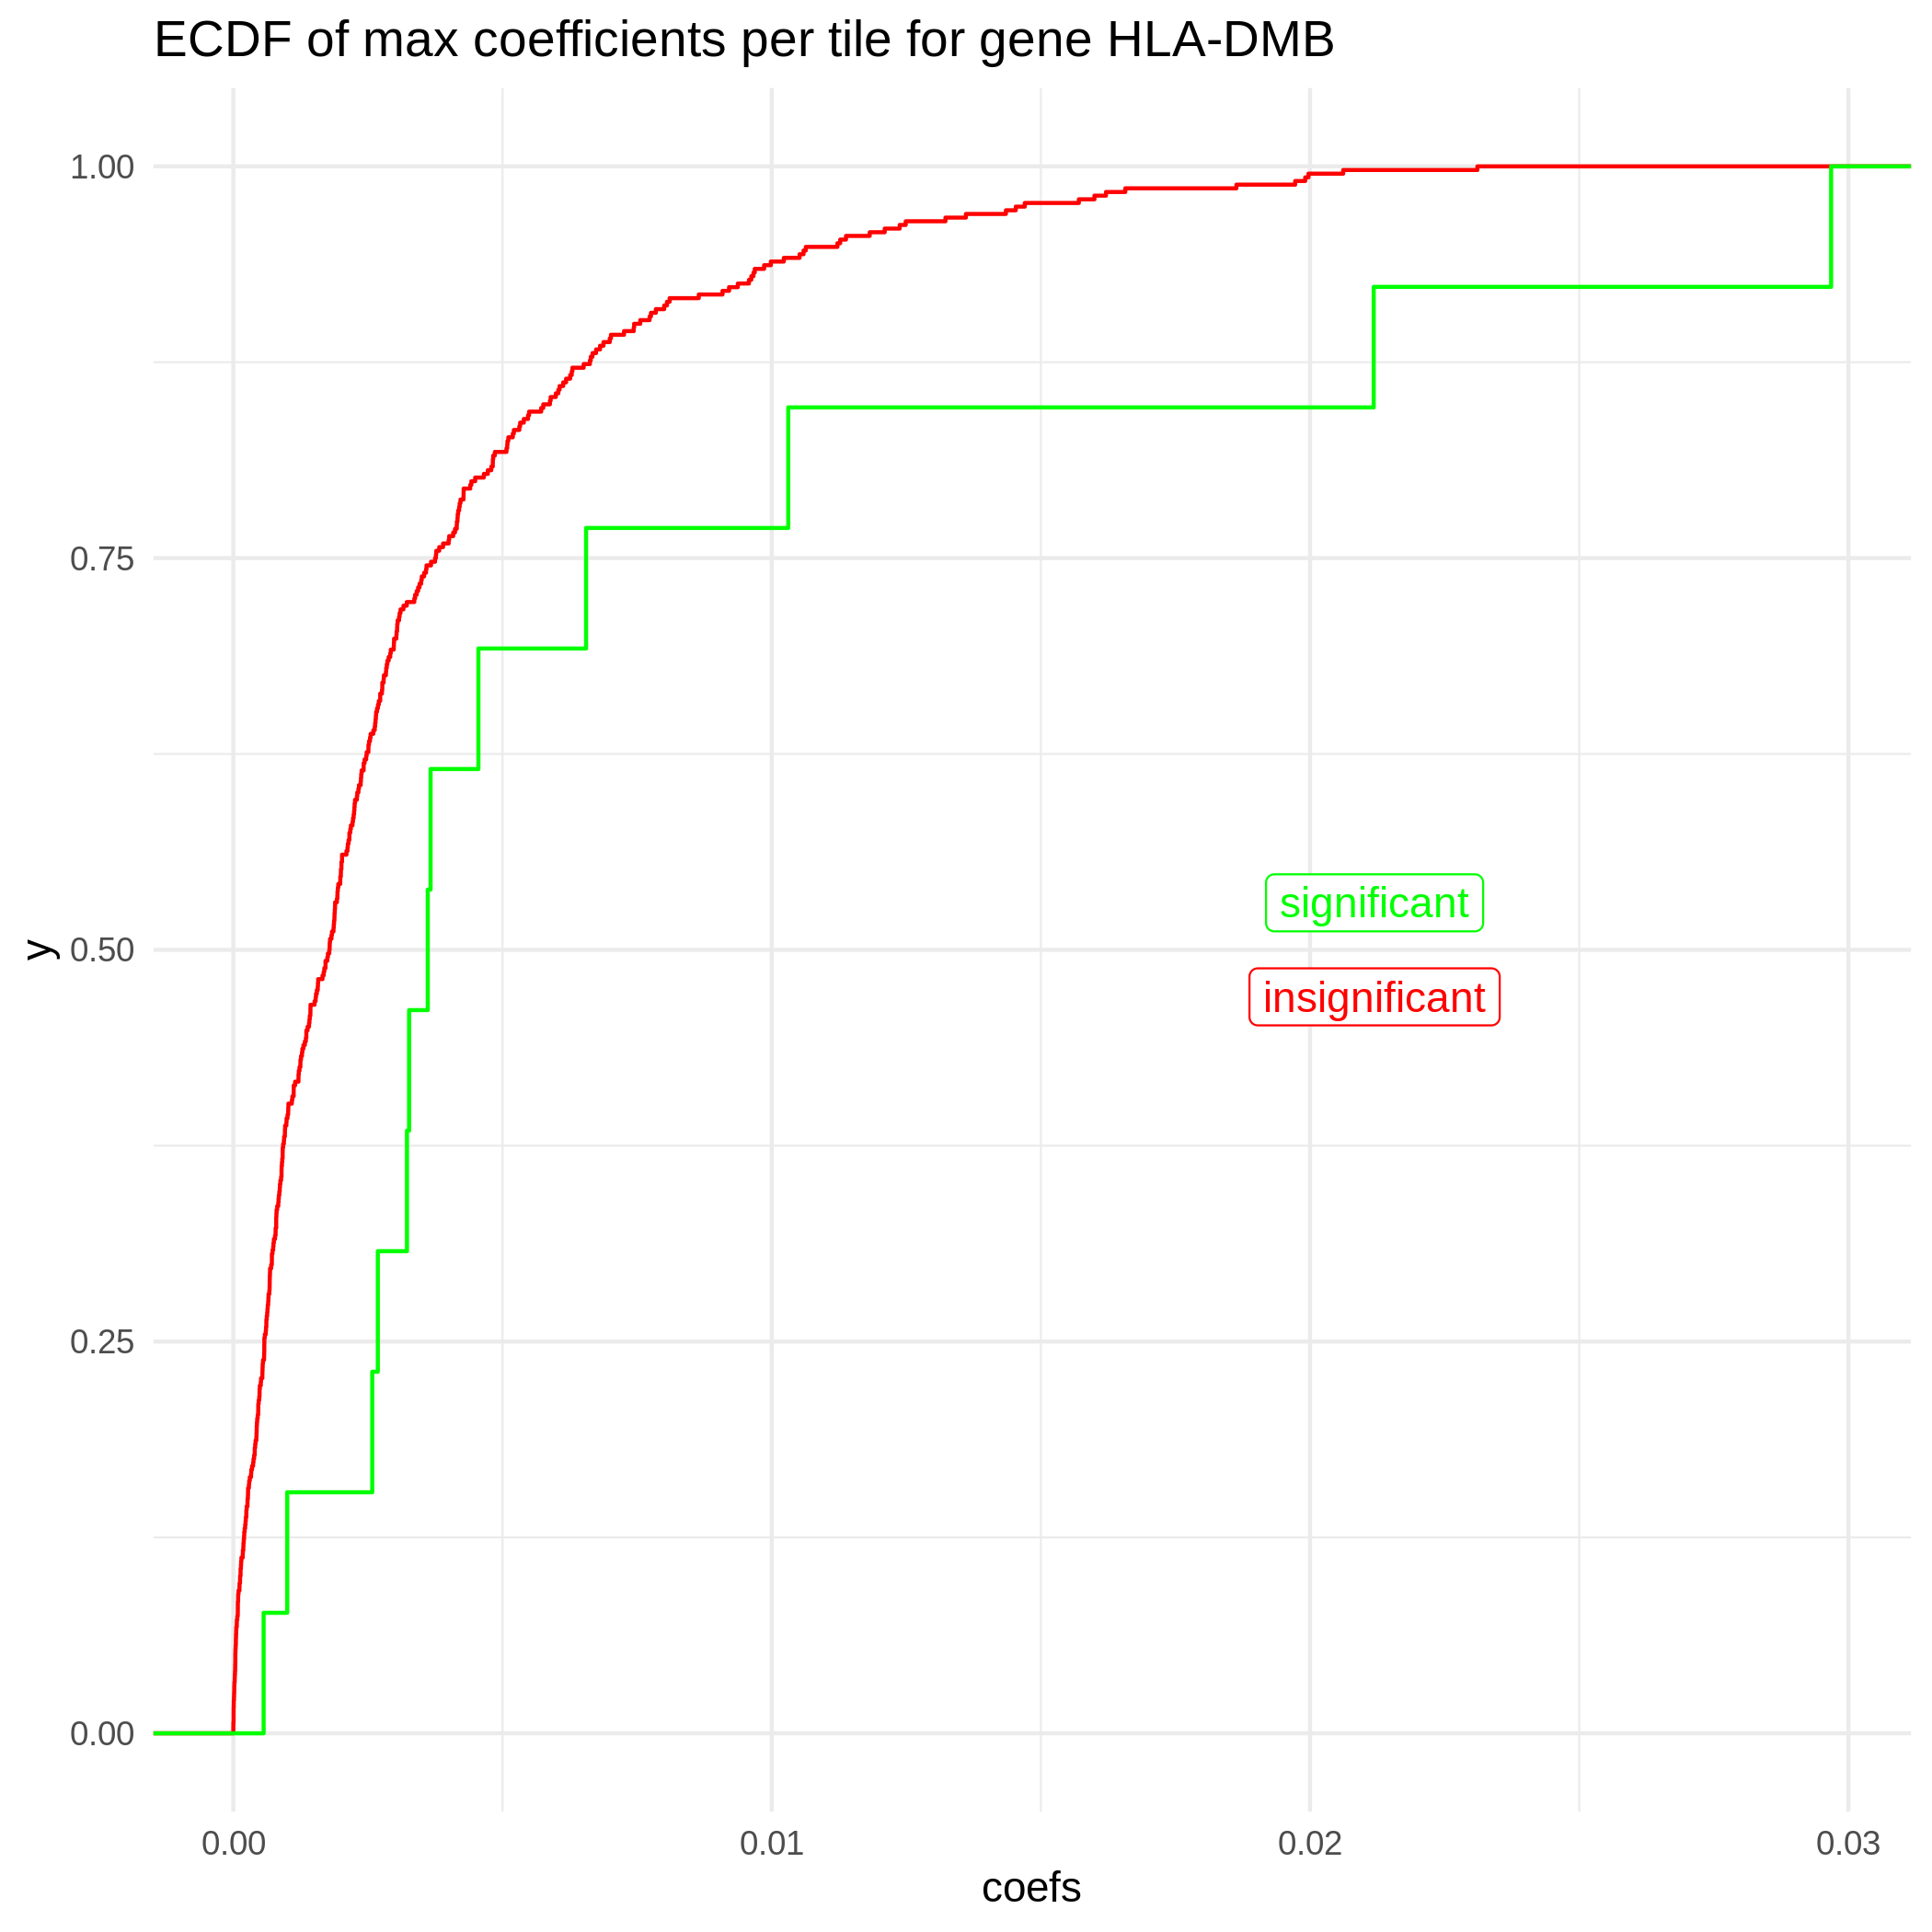 ECDF of max coefficients per tile for gene HLA-DMB
1.00
0.75
0.50
0.25
0.00
y
significant
insignificant
0.00 0.01 0.02 0.03
coefs